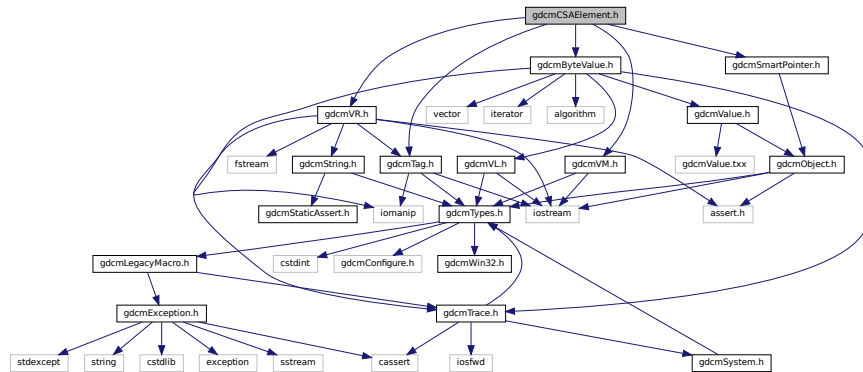 gdcmCSAElement.h
gdcmByteValue.h
gdcmSmartPointer.h
gdcmVR.h
vector
iterator
algorithm
gdcmValue.h
fstream
gdcmString.h
gdcmTag.h
gdcmVL.h
gdcmVM.h
gdcmValue.txx
gdcmObject.h
gdcmStaticAssert.h
iomanip
gdcmTypes.h
iostream
assert.h
gdcmLegacyMacro.h
cstdint
gdcmConfigure.h
gdcmWin32.h
gdcmException.h
gdcmTrace.h
stdexcept
string
cstdlib
exception
sstream
cassert
iosfwd
gdcmSystem.h